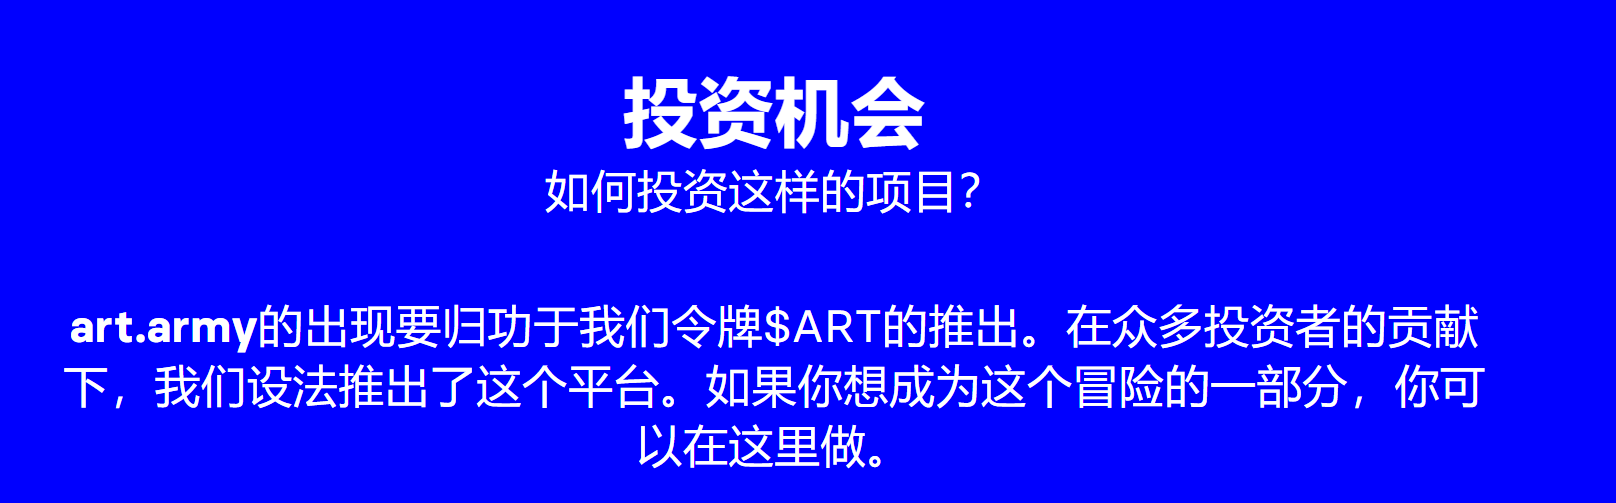 投资机会
如何投资这样的项目？
art.army的出现要归功于我们令牌$ART的推出。在众多投资者的贡献
下，我们设法推出了这个平台。如果你想成为这个冒险的一部分，你可
以在这里做。